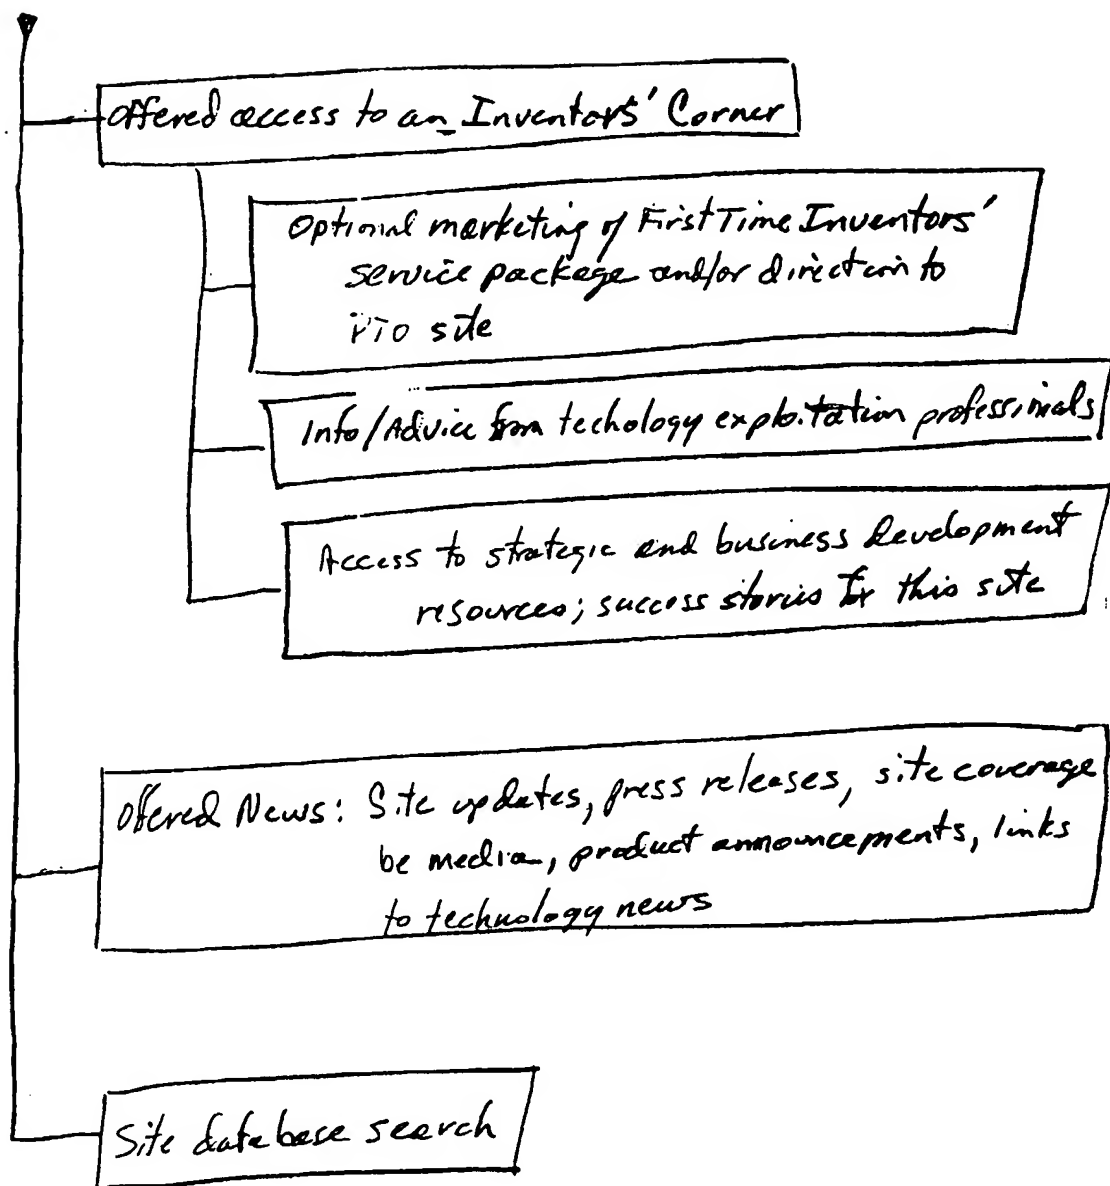 Offered access to an Inventors' Corner
Optional marketing of First Time Inventors'
service package and/or direction to
PTO site
Info/Advice from techology exploitation professionals
Access to strategic and business development
resources; success stories for this site
Offered News: Site updates, press releases, site coverage
be media, product announcements, links
to technology news
Site database search